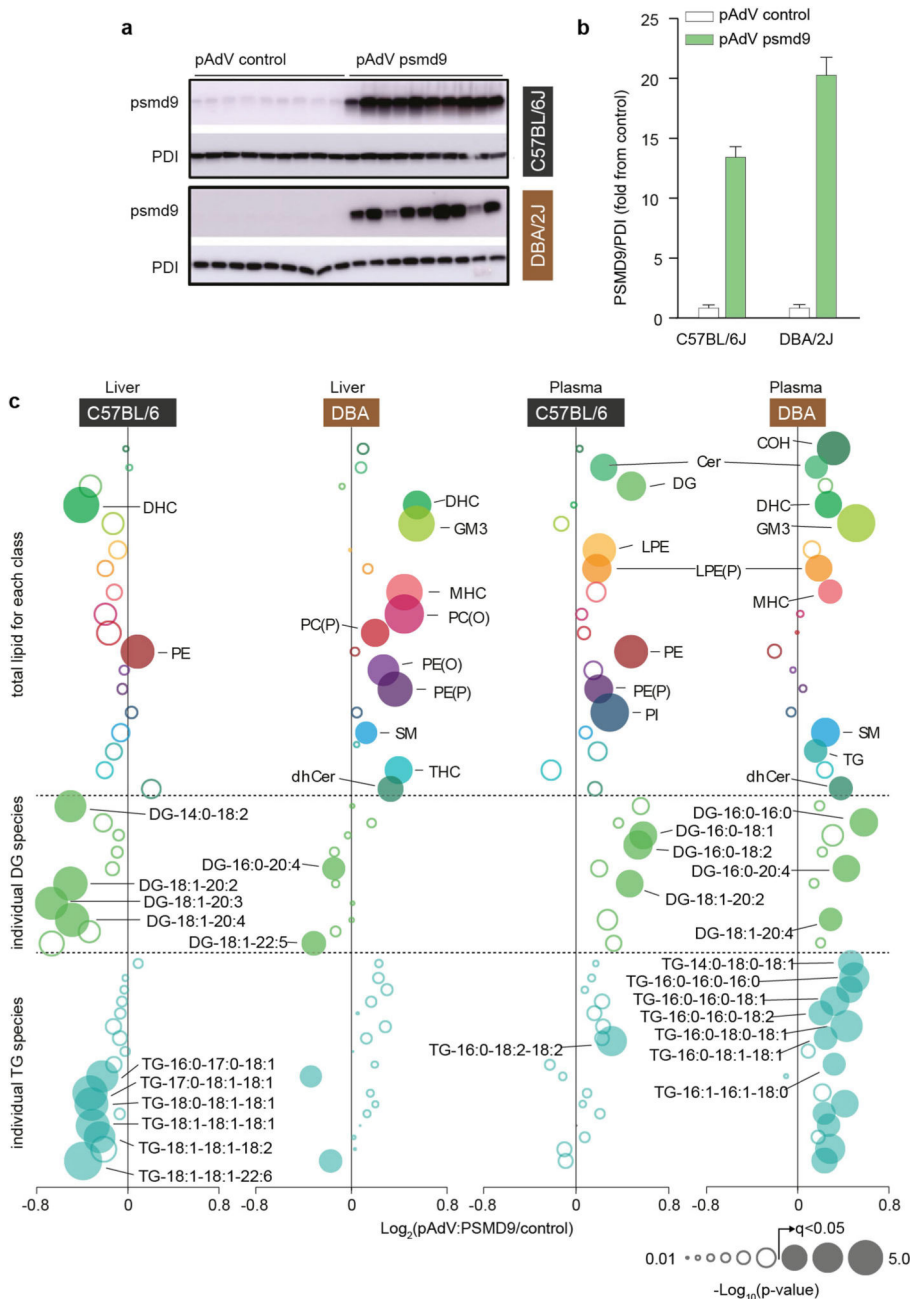 a
pAdV control
pAdV psmd9
psmd9
PDI
C57BL/6J
psmd9
PDI
DBA/2J
b
pAdV control
pAdV psmd9
PSMD9/PDI (fold from control)
25
20
15
10
5
0
C57BL/6J
DBA/2J
c
Liver
C57BL/6
Liver
DBA
Plasma
C57BL/6
Plasma
DBA
total lipid for each class
DHC
PE
DHC
GM3
MHC
PC(O)
PC(P)
PE(O)
PE(P)
SM
THC
dhCer
Cer
DG
LPE
LPE(P)
PE
PE(P)
PI
COH
DHC
GM3
MHC
SM
TG
dhCer
individual DG species
DG-14:0-18:2
DG-18:1-20:2
DG-18:1-20:3
DG-18:1-20:4
DG-16:0-20:4
DG-18:1-22:5
DG-16:0-18:1
DG-16:0-18:2
DG-18:1-20:2
DG-16:0-16:0
DG-16:0-20:4
DG-18:1-20:4
individual TG species
TG-16:0-17:0-18:1
TG-17:0-18:1-18:1
TG-18:0-18:1-18:1
TG-18:1-18:1-18:1
TG-18:1-18:1-18:2
TG-18:1-18:1-22:6
TG-16:0-18:2-18:2
TG-14:0-18:0-18:1
TG-16:0-16:0-16:0
TG-16:0-16:0-18:1
TG-16:0-16:0-18:2
TG-16:0-18:0-18:1
TG-16:0-18:1-18:1
TG-16:1-16:1-18:0
-0.8
0
0.8
-0.8
0
0.8
-0.8
0
0.8
-0.8
0
0.8
Log2(pAdV:PSMD9/control)
q<0.05
0.01
5.0
-Log10(p-value)